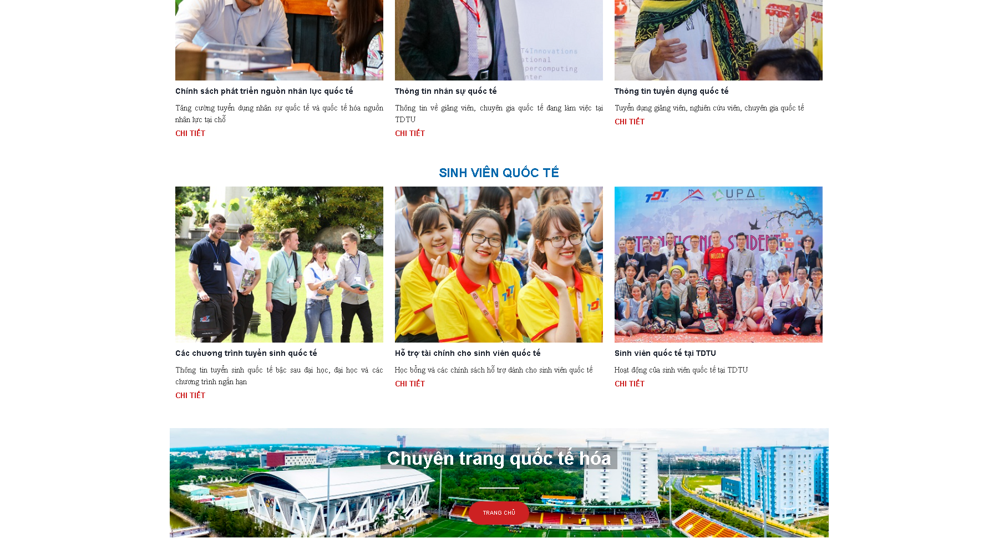 T4Innovations
ational
percomputing
nter
Chính sách phát triển nguồn nhân lực quốc tế
Tăng cường tuyển dụng nhân sự quốc tế và quốc tế hóa nguồn
nhân lực tại chỗ
CHI TIẾT
Thông tin nhân sự quốc tế
Thông tin về giảng viên, chuyên gia quốc tế đang làm việc tại
TDTU
CHI TIẾT
Thông tin tuyển dụng quốc tế
Tuyển dụng giảng viên, nghiên cứu viên, chuyên gia quốc tế
CHI TIẾT
SINH VIÊN QUỐC TẾ
TDT
TDT
UPAC
INTERNATIONAL STUDENT
BELGIUM
Các chương trình tuyển sinh quốc tế
Thông tin tuyển sinh quốc tế bậc sau đại học, đại học và các
chương trình ngắn hạn
CHI TIẾT
Hỗ trợ tài chính cho sinh viên quốc tế
Học bổng và các chính sách hỗ trợ dành cho sinh viên quốc tế
CHI TIẾT
Sinh viên quốc tế tại TDTU
Hoạt động của sinh viên quốc tế tại TDTU
CHI TIẾT
Chuyên trang quốc tế hóa
TRANG CHỦ